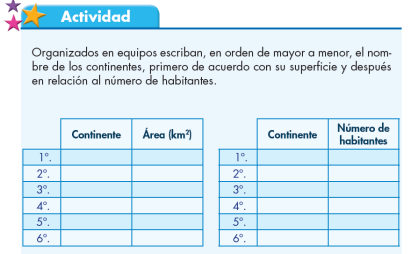 Actividad
Organizados en equipos escriban, en orden de mayor a menor, el nom-
bre de los continentes, primero de acuerdo con su superficie y después
en relación al número de habitantes.
Continente Área (km²) Continente Número de habitantes
1°. 1°.
2°. 2°.
3°. 3°.
4°. 4°.
5°. 5°.
6°. 6°.